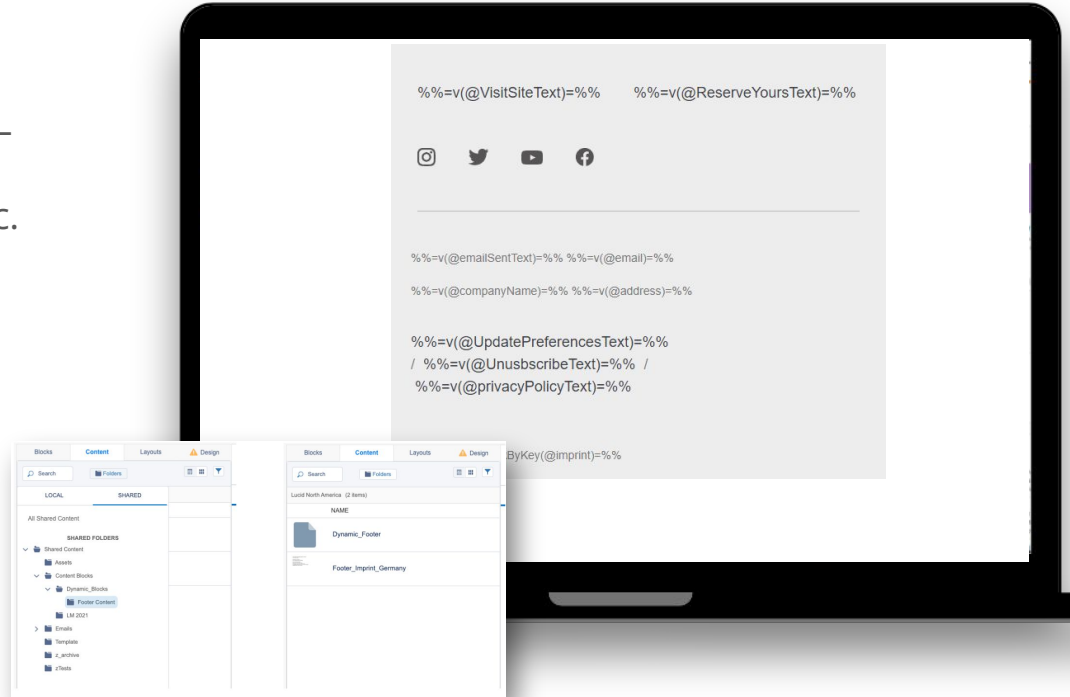 %%=v(@VisitSiteText)=%% %%=v(@ReserveYoursText)=%%
%%=v(@emailSentText)=%% %%=v(@email)=%%
%%=v(@companyName)=%% %%=v(@address)=%%
%%=v(@UpdatePreferencesText)=%%
/ %%=v(@UnusbscribeText)=%% /
%%=v(@privacyPolicyText)=%%
ByKey(@imprint)=%%
Blocks Content Layouts Design
Search Folders
LOCAL SHARED
All Shared Content
SHARED FOLDERS
Shared Content
Assets
Content Blocks
Dynamic_Blocks
Footer Content
LM 2021
Emails
Template
z_archive
zTests
Blocks Content Layouts Design
Search Folders
Lucid North America (2 items)
NAME
Dynamic_Footer
Footer_Imprint_Germany